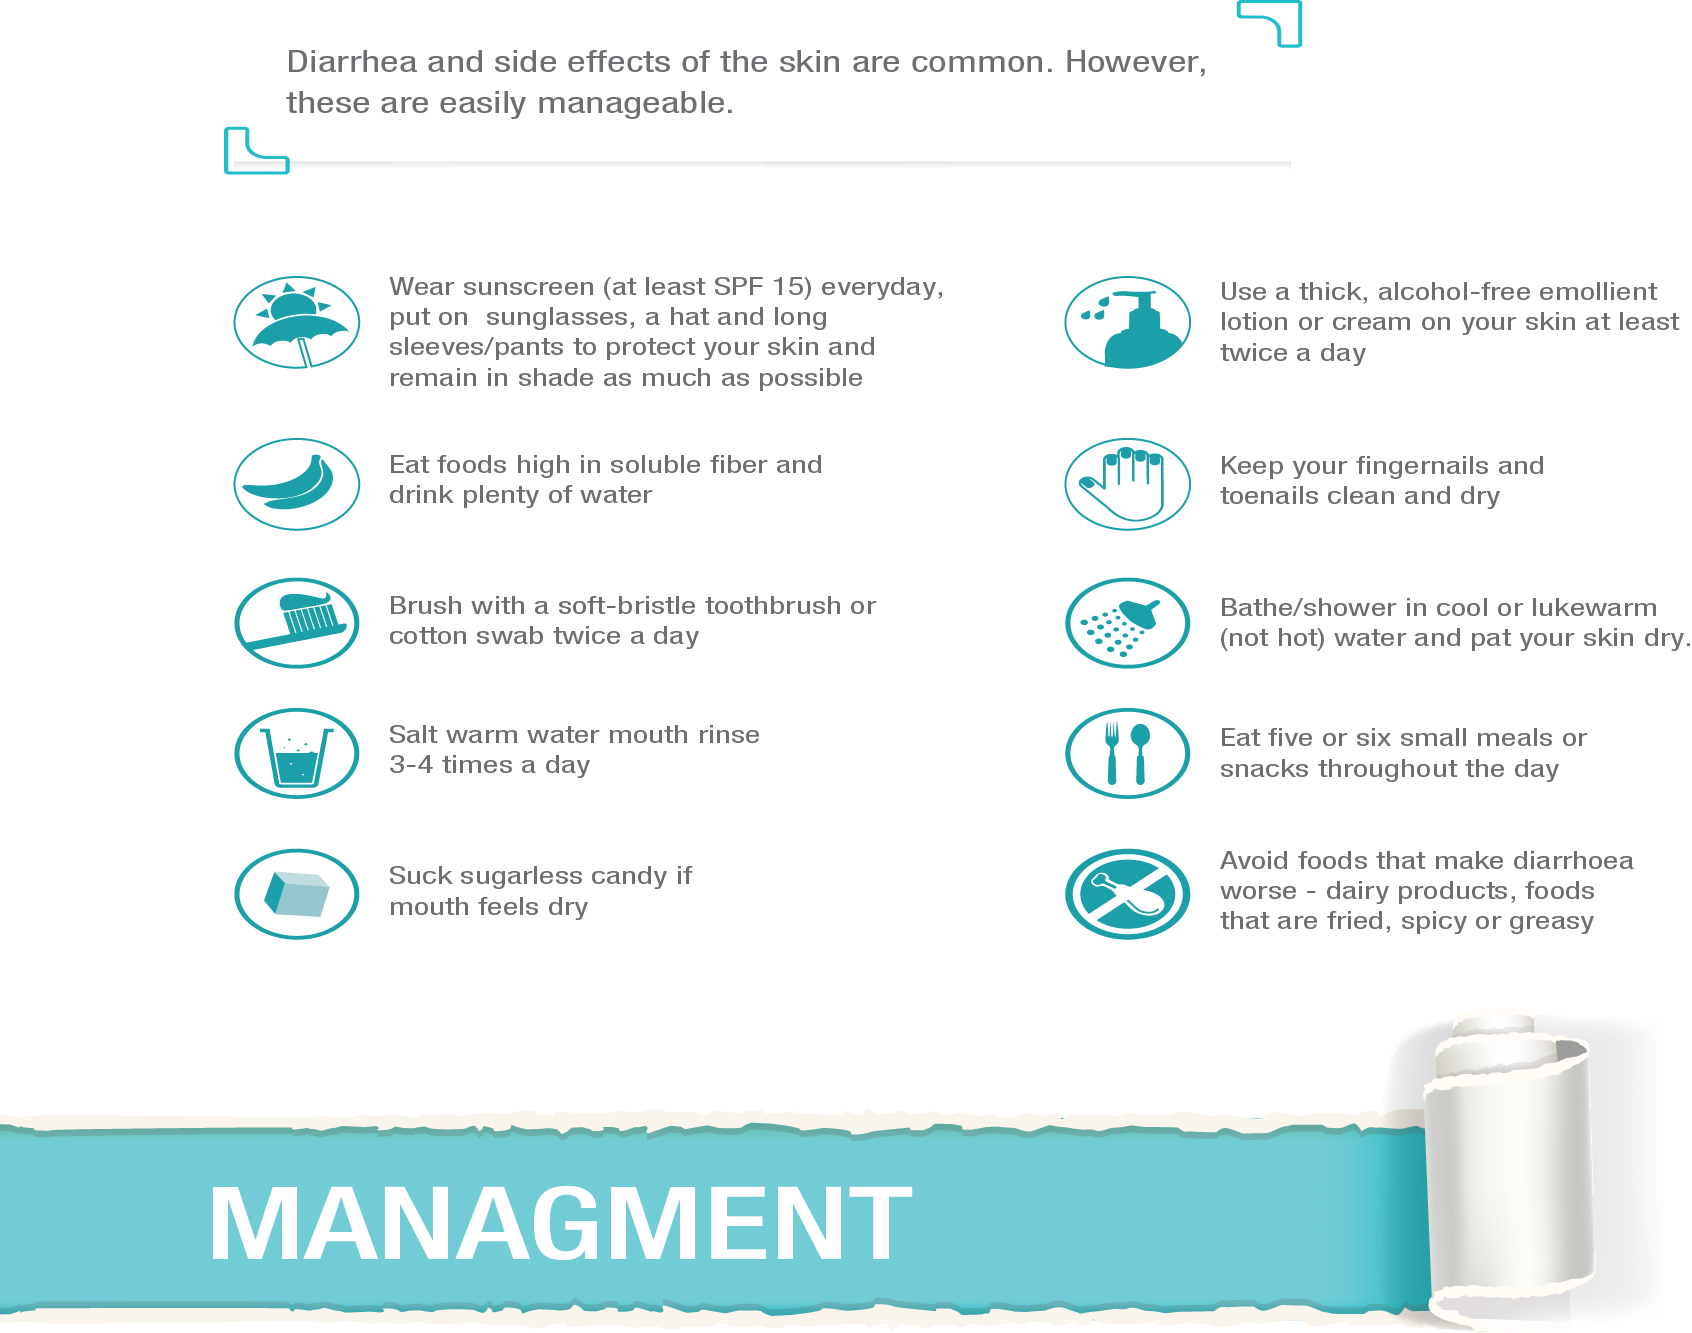 Diarrhea and side effects of the skin are common. However,
these are easily manageable.
Wear sunscreen (at least SPF 15) everyday,
put on  sunglasses, a hat and long
sleeves/pants to protect your skin and
remain in shade as much as possible
Eat foods high in soluble fiber and
drink plenty of water
Brush with a soft-bristle toothbrush or
cotton swab twice a day
Salt warm water mouth rinse
3-4 times a day
Suck sugarless candy if
mouth feels dry
Use a thick, alcohol-free emollient
lotion or cream on your skin at least
twice a day
Keep your fingernails and
toenails clean and dry
Bathe/shower in cool or lukewarm
(not hot) water and pat your skin dry.
Eat five or six small meals or
snacks throughout the day
Avoid foods that make diarrhoea
worse - dairy products, foods
that are fried, spicy or greasy
MANAGMENT